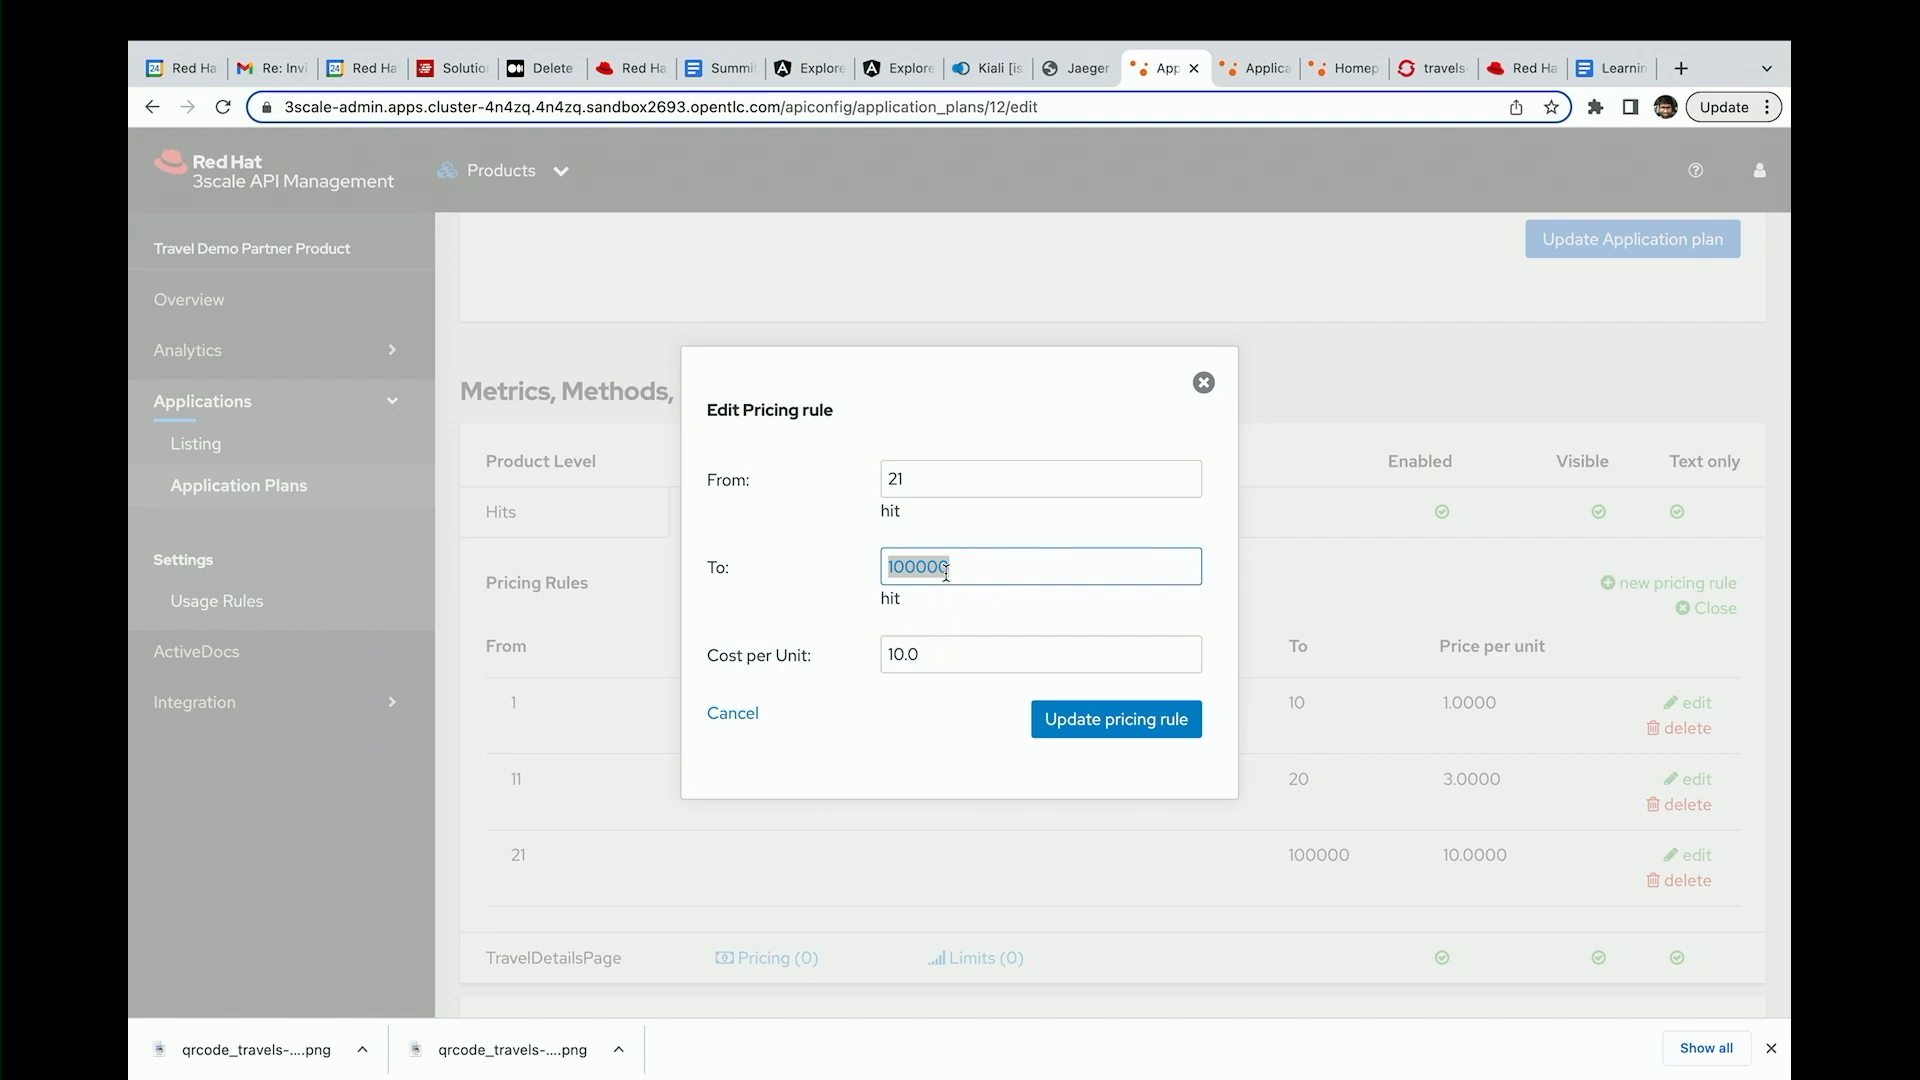 24 Red Ha
Re: Invi
24 Red Ha
Solutio
Delete
Red Ha
Summi
Explore
Explore
Kiali [is
Jaeger
App
Applica
Homep
travels-
Red Ha
Learnin
3scale-admin.apps.cluster-4n4zq.4n4zq.sandbox2693.opentlc.com/apiconfig/application_plans/12/edit
Update
Red Hat
3scale API Management
Products
Travel Demo Partner Product
Overview
Analytics
Applications
Listing
Application Plans
Settings
Usage Rules
ActiveDocs
Integration
Update Application plan
Metrics, Methods,
Product Level
Enabled
Visible
Text only
Hits
Pricing Rules
new pricing rule
Close
From
To
Price per unit
1
10
1.0000
edit
delete
11
20
3.0000
edit
delete
21
100000
10.0000
edit
delete
TravelDetailsPage
Pricing (0)
Limits (0)
Edit Pricing rule
From:
21
hit
To:
100000
hit
Cost per Unit:
10.0
Cancel
Update pricing rule
qrcode_travels-....png
qrcode_travels-....png
Show all